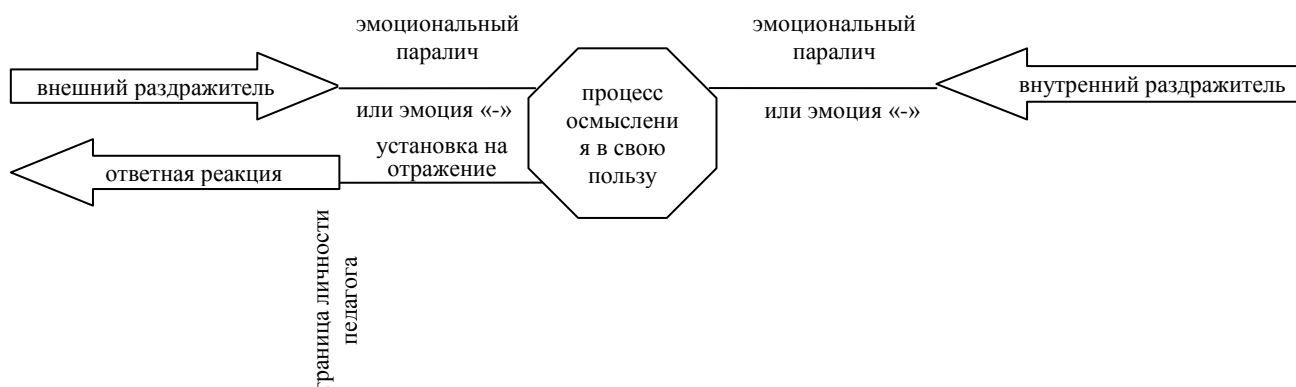 эмоциональный
паралич
эмоциональный
паралич
внешний раздражитель
или эмоция «-»
процесс
осмыслени
я в свою
пользу
или эмоция «-»
внутренний раздражитель
ответная реакция
установка на
отражение
граница личности
педагога